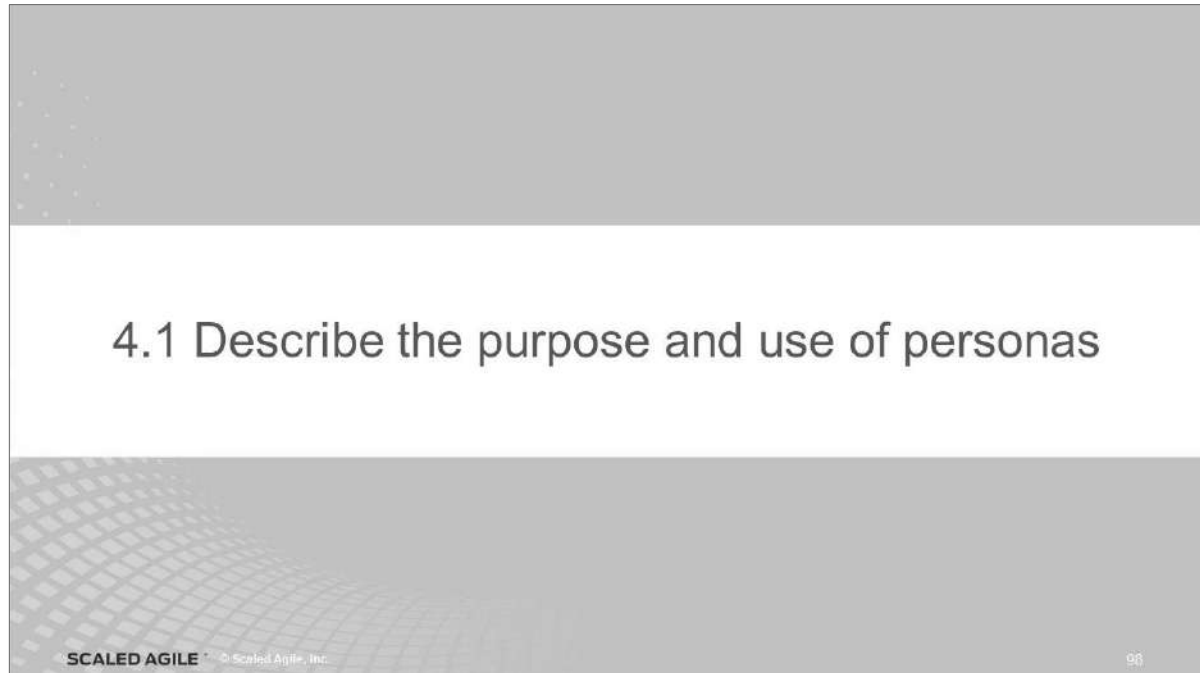 4.1 Describe the purpose and use of personas
SCALED AGILE © Scaled Agile, Inc.
98